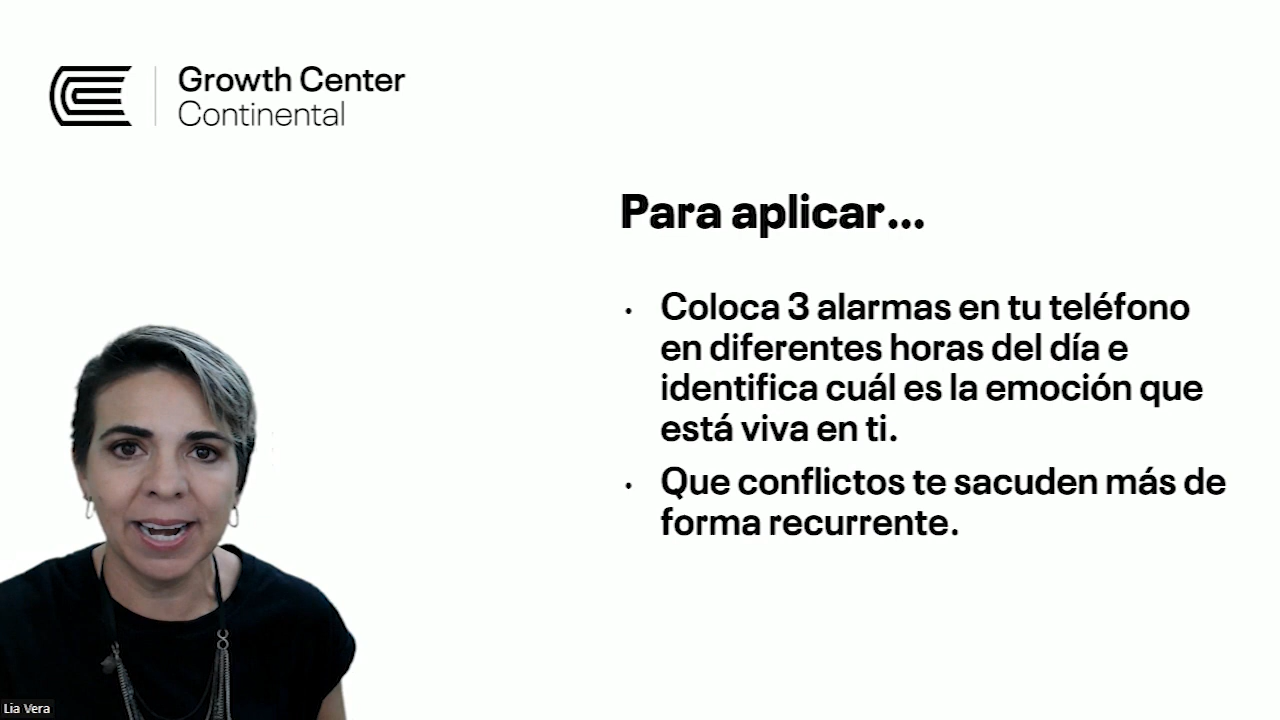 Growth Center
Continental
Para aplicar...
• Coloca 3 alarmas en tu teléfono
en diferentes horas del día e
identifica cuál es la emoción que
está viva en ti.
• Que conflictos te sacuden más de
forma recurrente.
Lia Vera